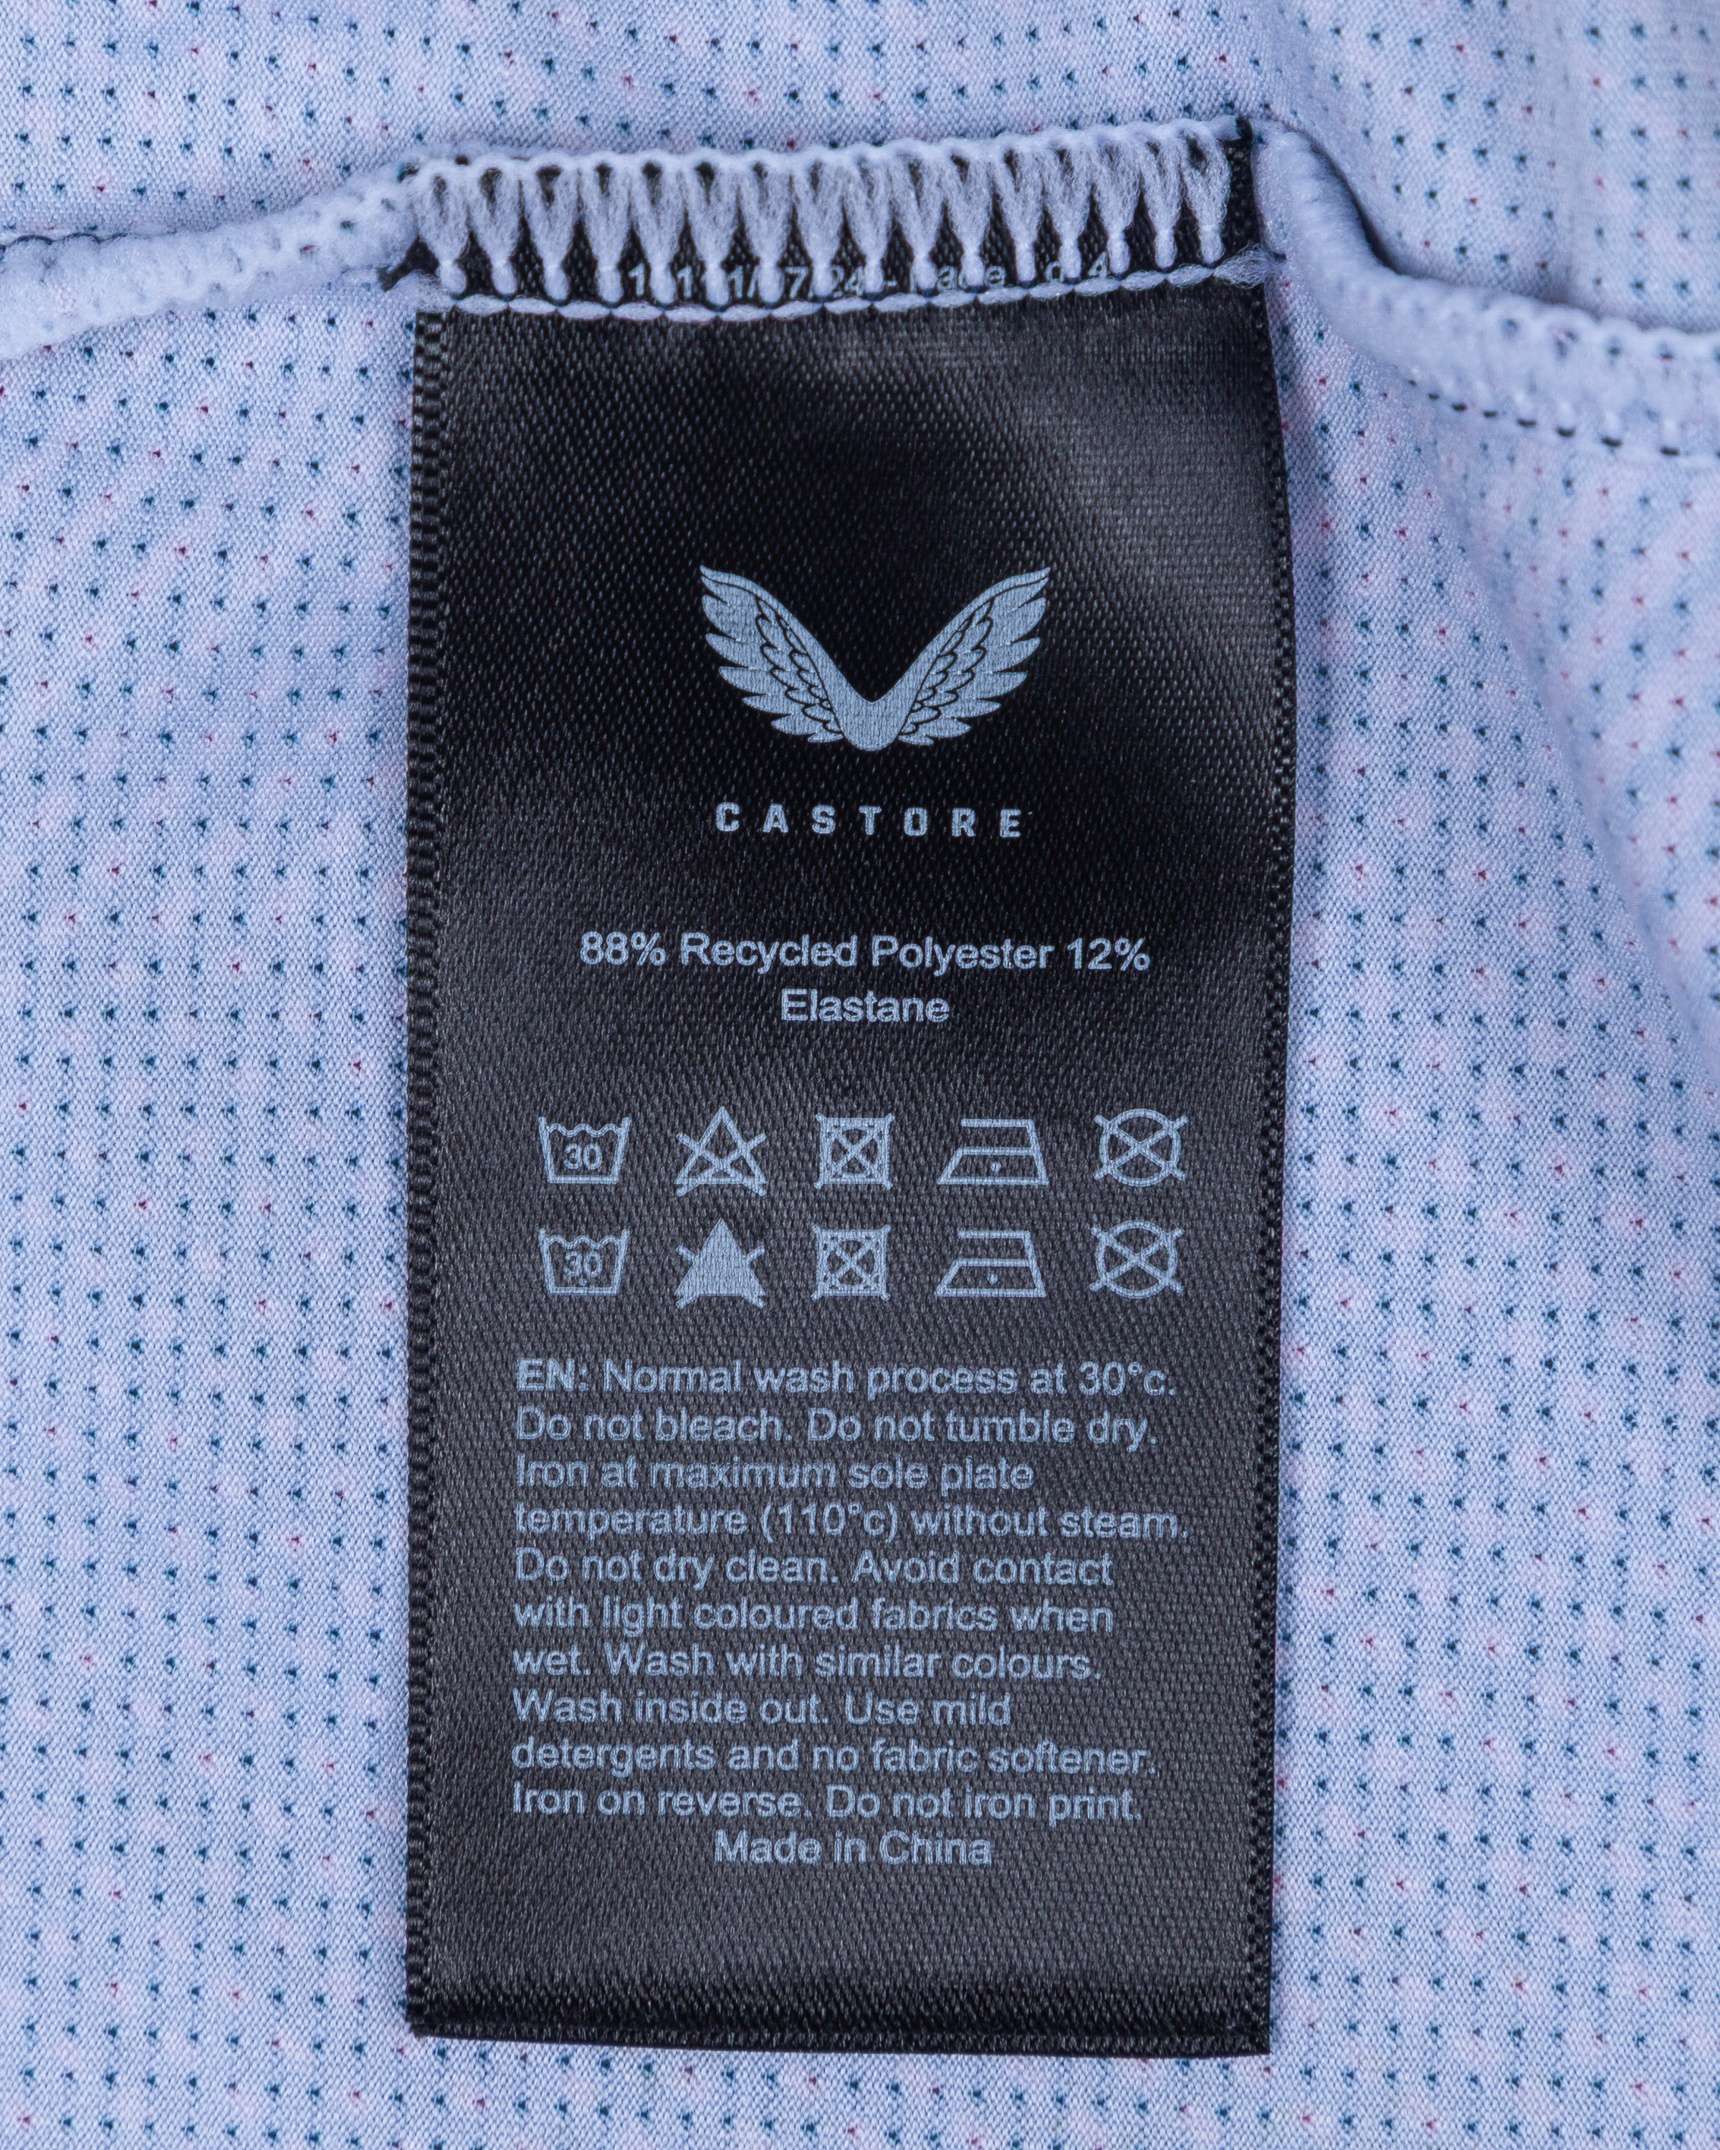 CASTORE
88% Recycled Polyester 12%
Elastane
30
30
EN: Normal wash process at 30°c.
Do not bleach. Do not tumble dry.
Iron at maximum sole plate
temperature (110°c) without steam.
Do not dry clean. Avoid contact
with light coloured fabrics when
wet. Wash with similar colours.
Wash inside out. Use mild
detergents and no fabric softener.
Iron on reverse. Do not iron print.
Made in China